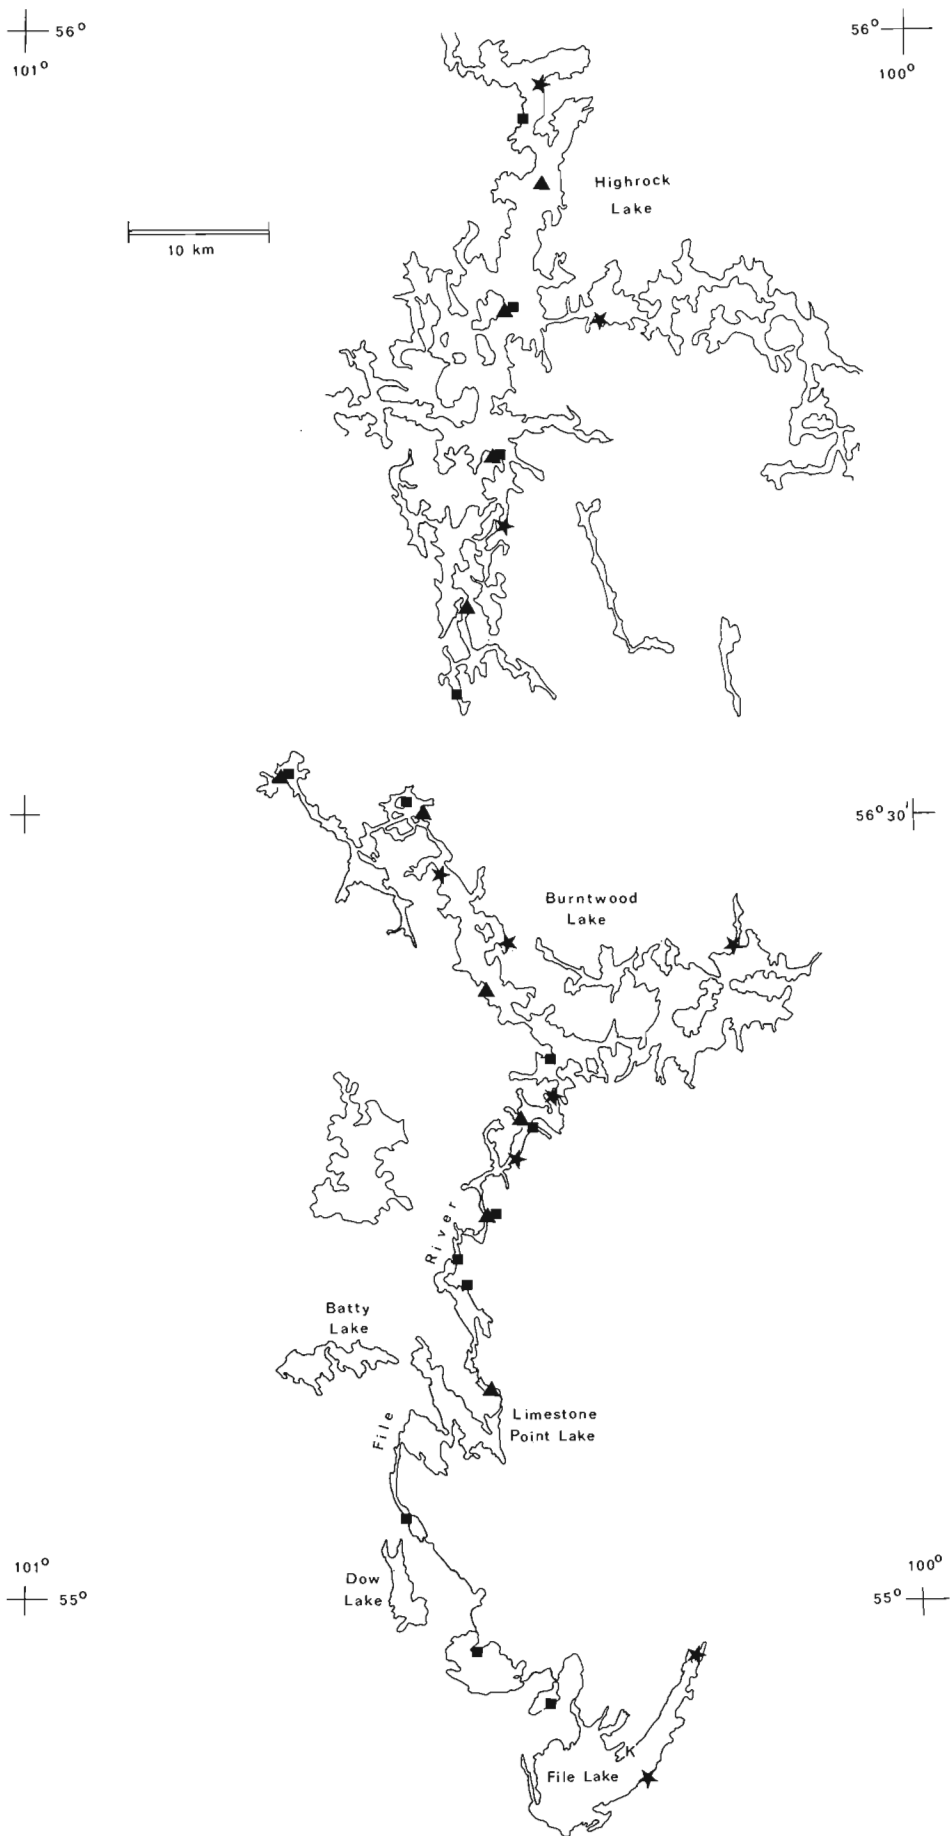 56°
56°
101°
100°
Highrock
Lake
10 km
56° 30'
Burntwood
Lake
River
Batty
Lake
File
Limestone
Point Lake
101°
55°
100°
55°
Dow
Lake
K
File Lake